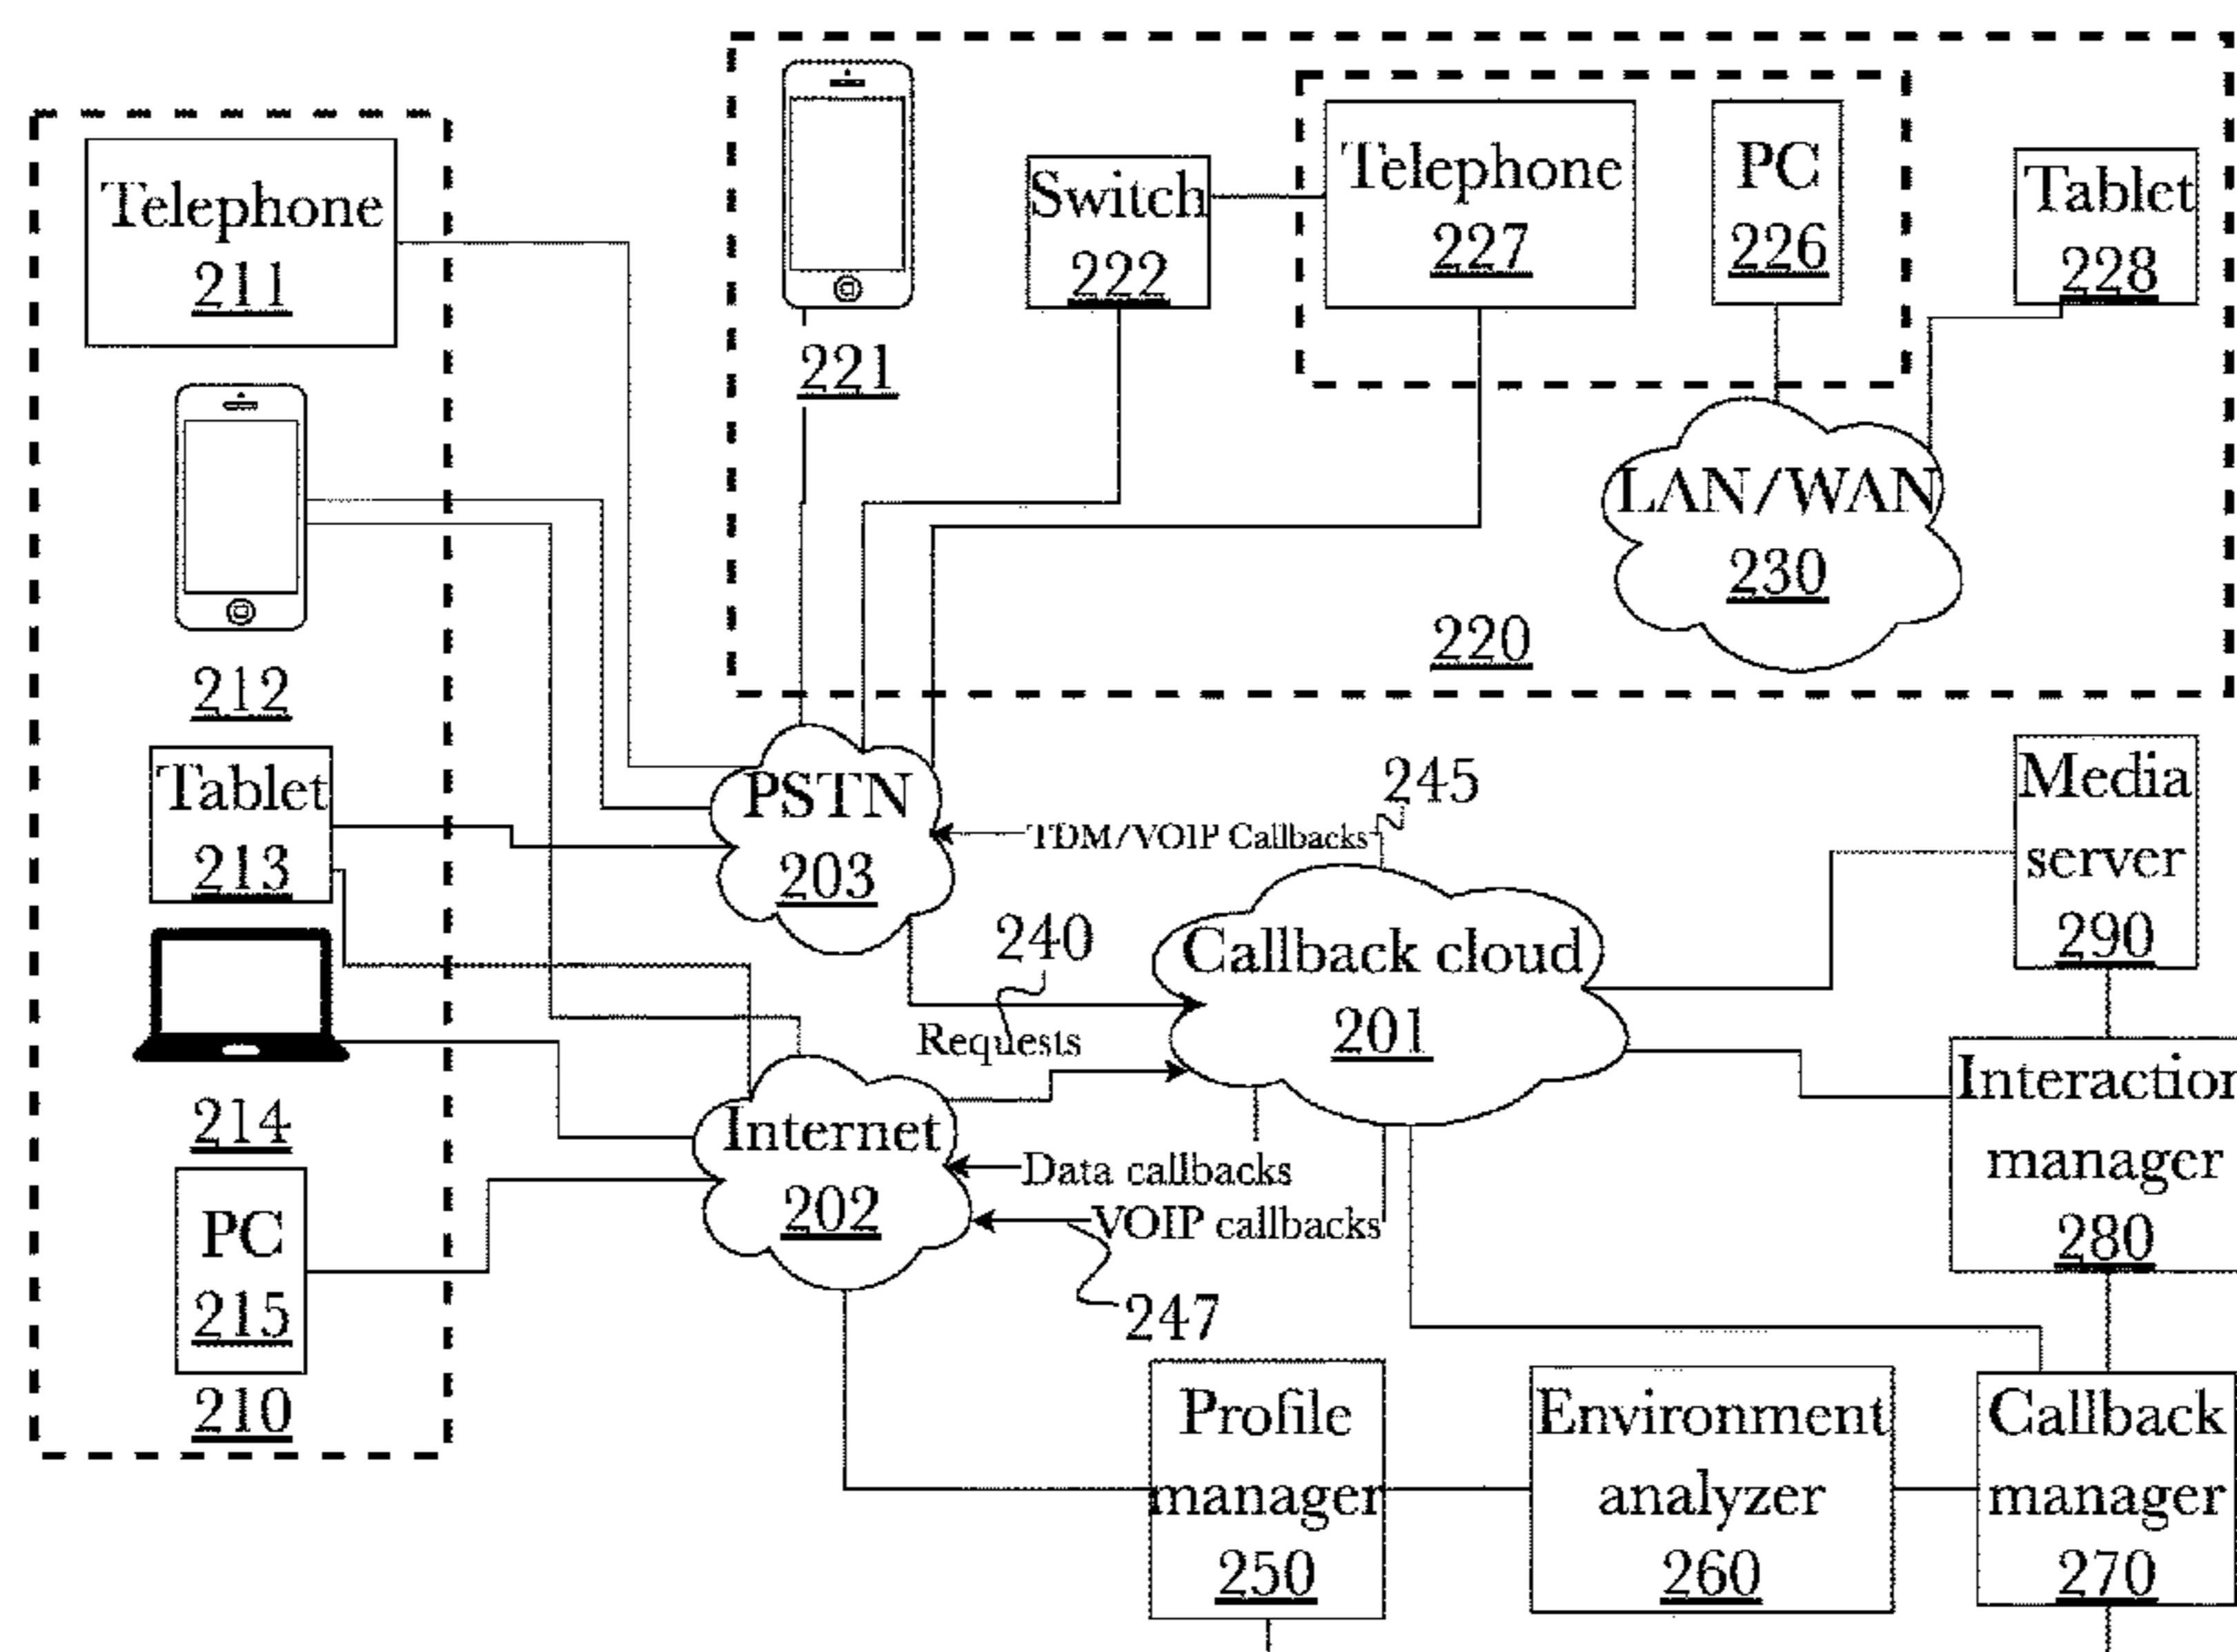 Telephone
211
212
Tablet
213
214
PC
215
210
221
Switch
222
Telephone
227
PC
226
Tablet
228
LAN/WAN
230
220
PSTN
203
245
TDM/VOIP Callbacks
240
Requests
Callback cloud
201
Internet
202
Data callbacks
VOIP callbacks
247
Media
server
290
Interaction
manager
280
Profile
manager
250
Environment
analyzer
260
Callback
manager
270